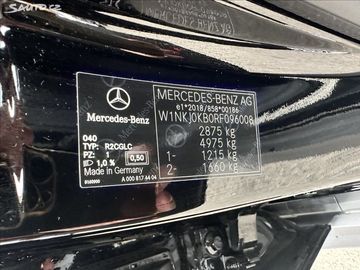 Sauto.cz
MERCEDES-BENZ AG
e1*2018/858*00186
W1NKJ0KB0RF096008
2875 kg
4975 kg
1- 1215 kg
2- 1660 kg
Mercedes-Benz
040
TYP: R2CGLC
PZ: 0,50
1,0 %
Made in Germany
A 000 817 44 04